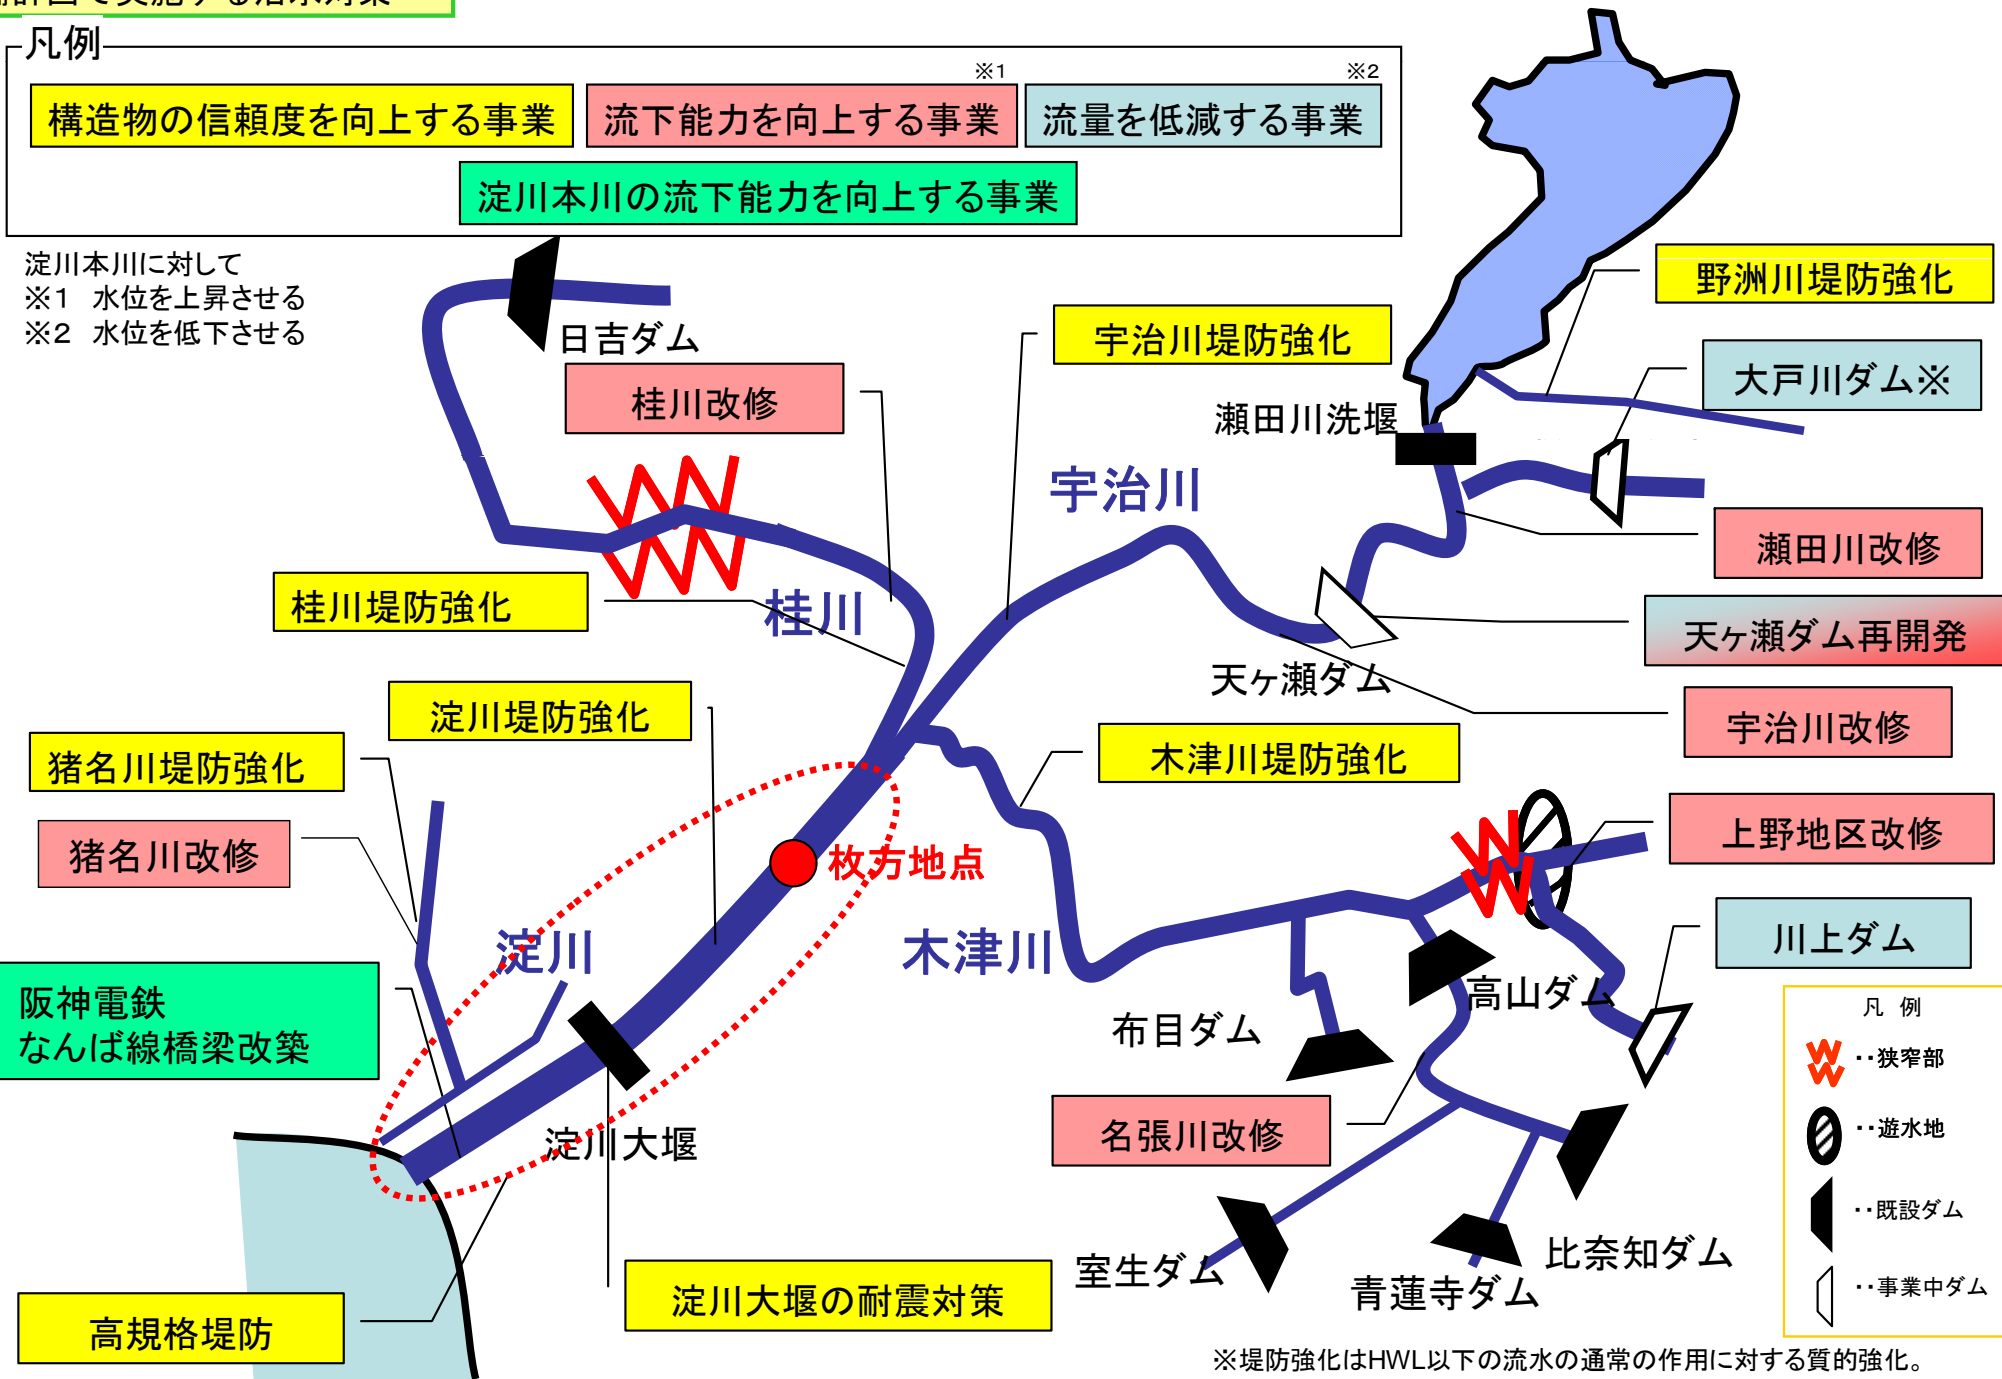 計画で実施する治水対策
凡例
※1
※2
構造物の信頼度を向上する事業
流下能力を向上する事業
流量を低減する事業
淀川本川の流下能力を向上する事業
淀川本川に対して
※1 水位を上昇させる
※2 水位を低下させる
日吉ダム
宇治川堤防強化
野洲川堤防強化
大戸川ダム※
桂川改修
瀬田川洗堰
宇治川
瀬田川改修
桂川堤防強化
桂川
天ヶ瀬ダム再開発
天ヶ瀬ダム
淀川堤防強化
宇治川改修
猪名川堤防強化
木津川堤防強化
猪名川改修
枚方地点
上野地区改修
淀川
木津川
川上ダム
阪神電鉄
なんば線橋梁改築
高山ダム
布目ダム
凡 例
‥狭窄部
‥遊水地
‥既設ダム
‥事業中ダム
名張川改修
淀川大堰
室生ダム
青蓮寺ダム
比奈知ダム
高規格堤防
淀川大堰の耐震対策
※堤防強化はHWL以下の流水の通常の作用に対する質的強化。